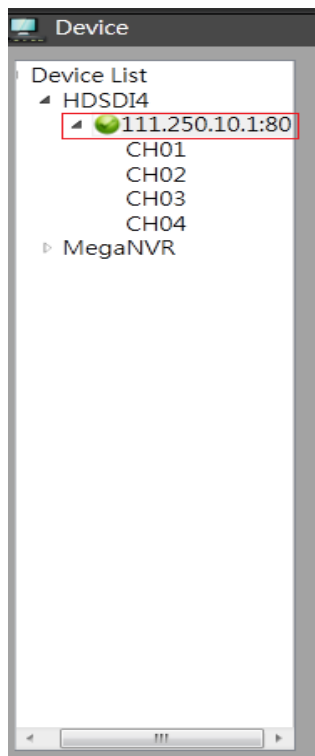 Device
Device List
HDSDI4
111.250.10.1:80
CH01
CH02
CH03
CH04
MegaNVR